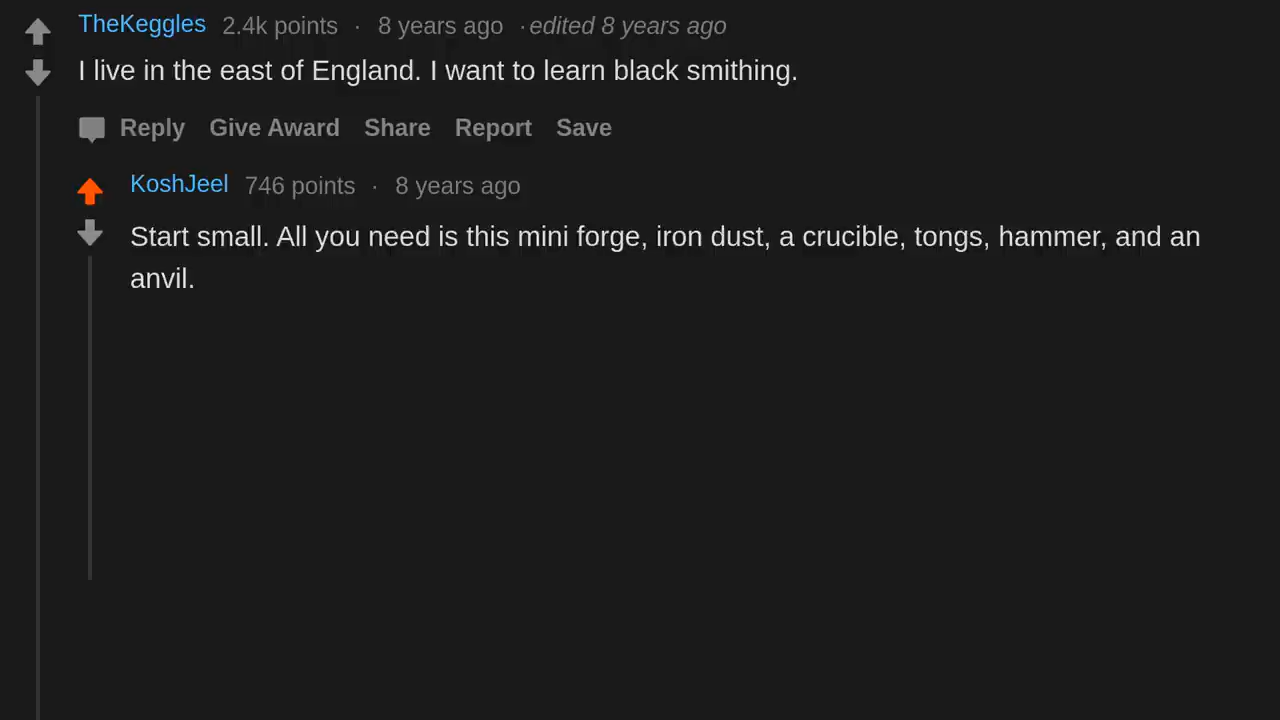 TheKeggles 2.4k points · 8 years ago · edited 8 years ago
I live in the east of England. I want to learn black smithing.
Reply Give Award Share Report Save
KoshJeel 746 points · 8 years ago
Start small. All you need is this mini forge, iron dust, a crucible, tongs, hammer, and an
anvil.